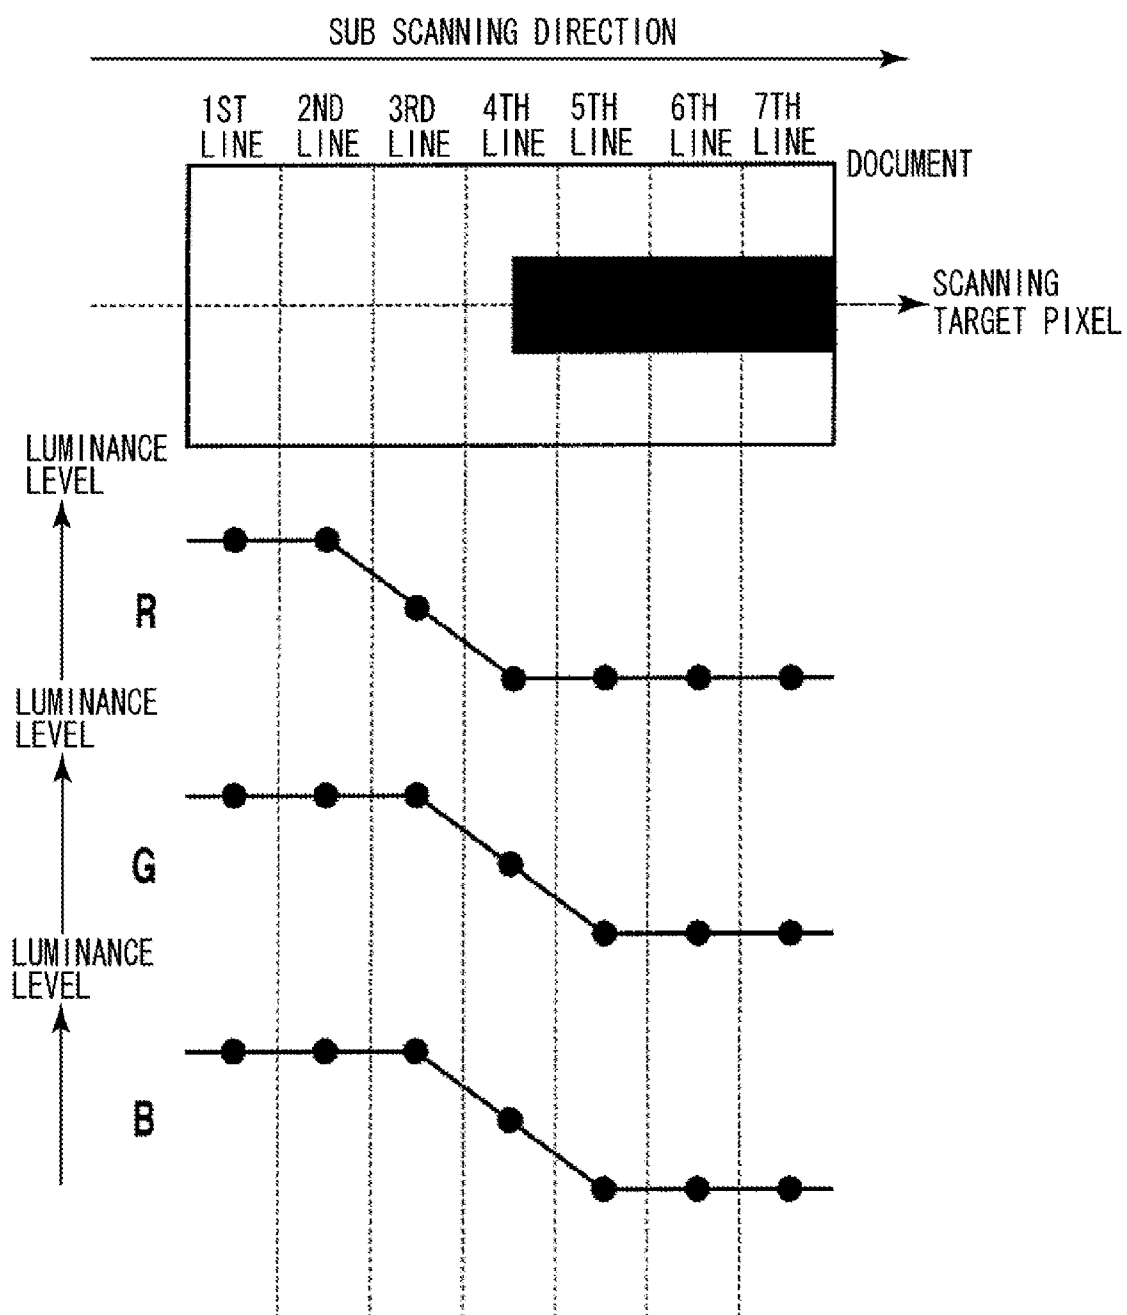 SUB SCANNING DIRECTION
1ST LINE
2ND LINE
3RD LINE
4TH LINE
5TH LINE
6TH LINE
7TH LINE
DOCUMENT
SCANNING
TARGET PIXEL
LUMINANCE
LEVEL
R
LUMINANCE
LEVEL
G
LUMINANCE
LEVEL
B